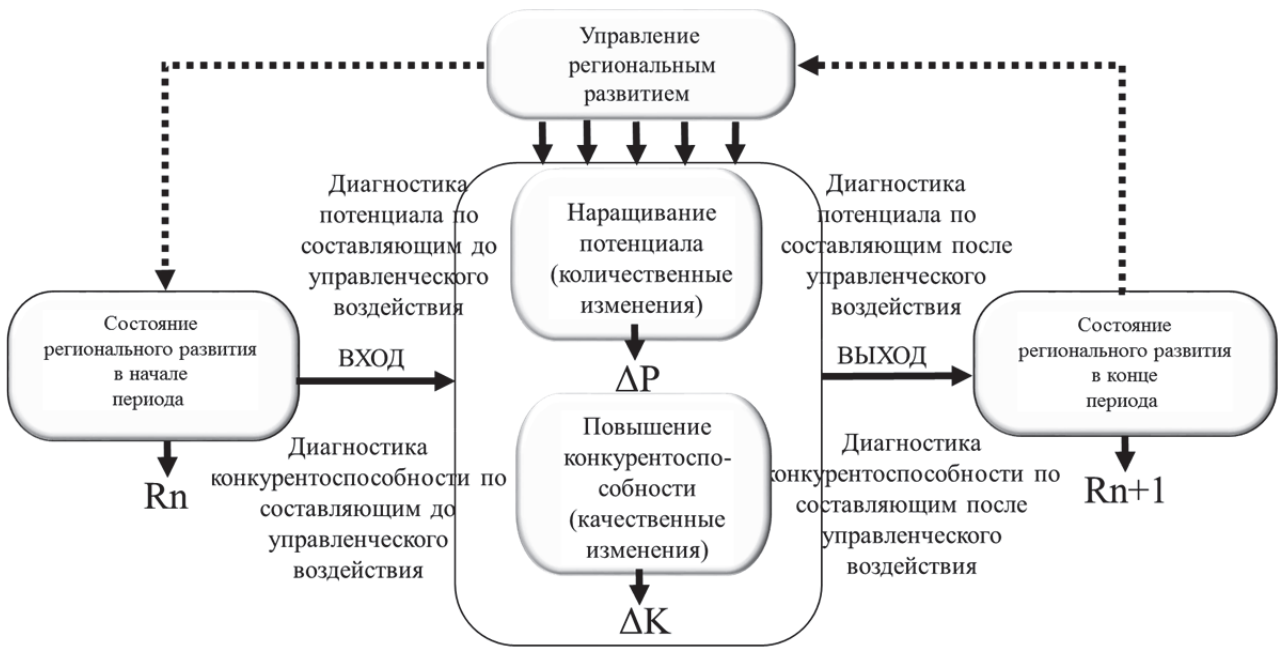 Управление
региональным
развитием
Диагностика
потенциала по
составляющим до
управленческого
воздействия
Наращивание
потенциала
(количественные
изменения)
ΔP
Диагностика
потенциала по
составляющим после
управленческого
воздействия
Состояние
регионального развития
в начале
периода
Rn
ВХОД
ВЫХОД
Состояние
регионального развития
в конце
периода
Rn+1
Диагностика
конкурентоспособности по
составляющим до
управленческого
воздействия
Повышение
конкурентоспо-
собности
(качественные
изменения)
ΔK
Диагностика
конкурентоспособности по
составляющим после
управленческого
воздействия